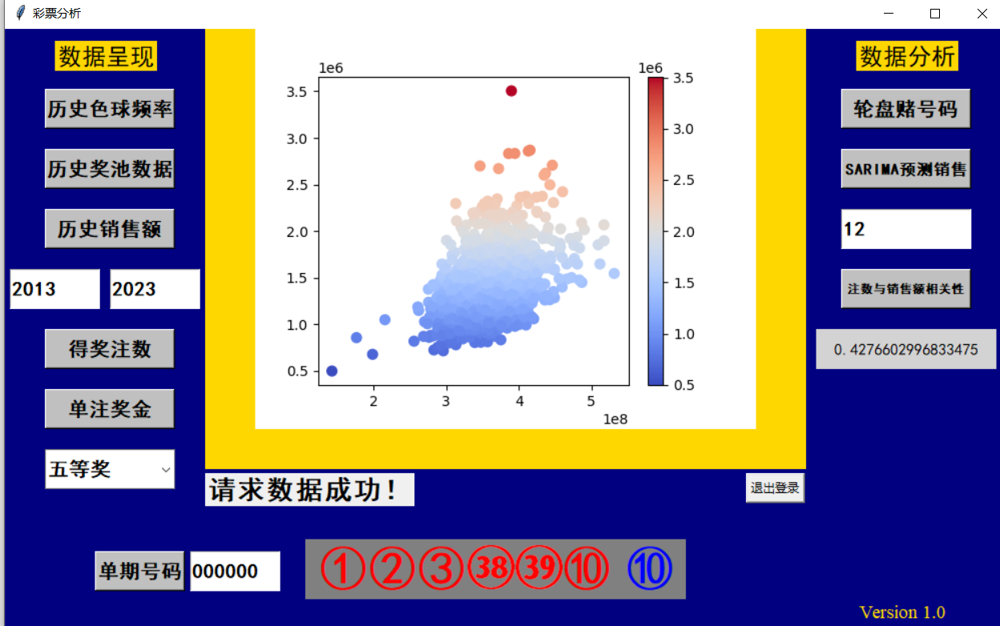 彩票分析
数据呈现
历史色球频率
历史奖池数据
历史销售额
2013 2023
得奖注数
单注奖金
五等奖
1e6 1e6
3.5 3.5
3.0 3.0
2.5 2.5
2.0 2.0
1.5 1.5
1.0 1.0
0.5 0.5
2 3 4 5
1e8
数据分析
轮盘赌号码
SARIMA预测销售
12
注数与销售额相关性
0.4276602996833475
请求数据成功！
退出登录
单期号码 000000
① ② ③ ㊳ ㊴ ⑩ ⑩
Version 1.0